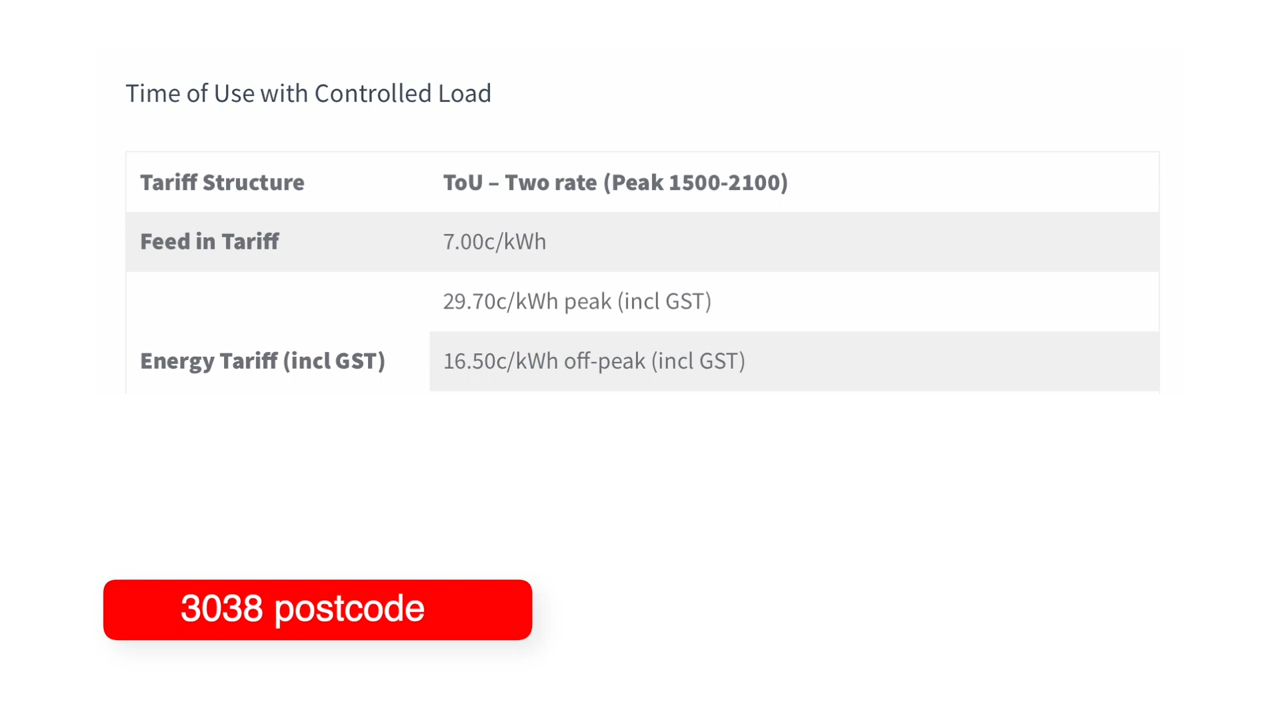 Time of Use with Controlled Load
Tariff Structure ToU – Two rate (Peak 1500-2100)
Feed in Tariff 7.00c/kWh
29.70c/kWh peak (incl GST)
Energy Tariff (incl GST) 16.50c/kWh off-peak (incl GST)
3038 postcode